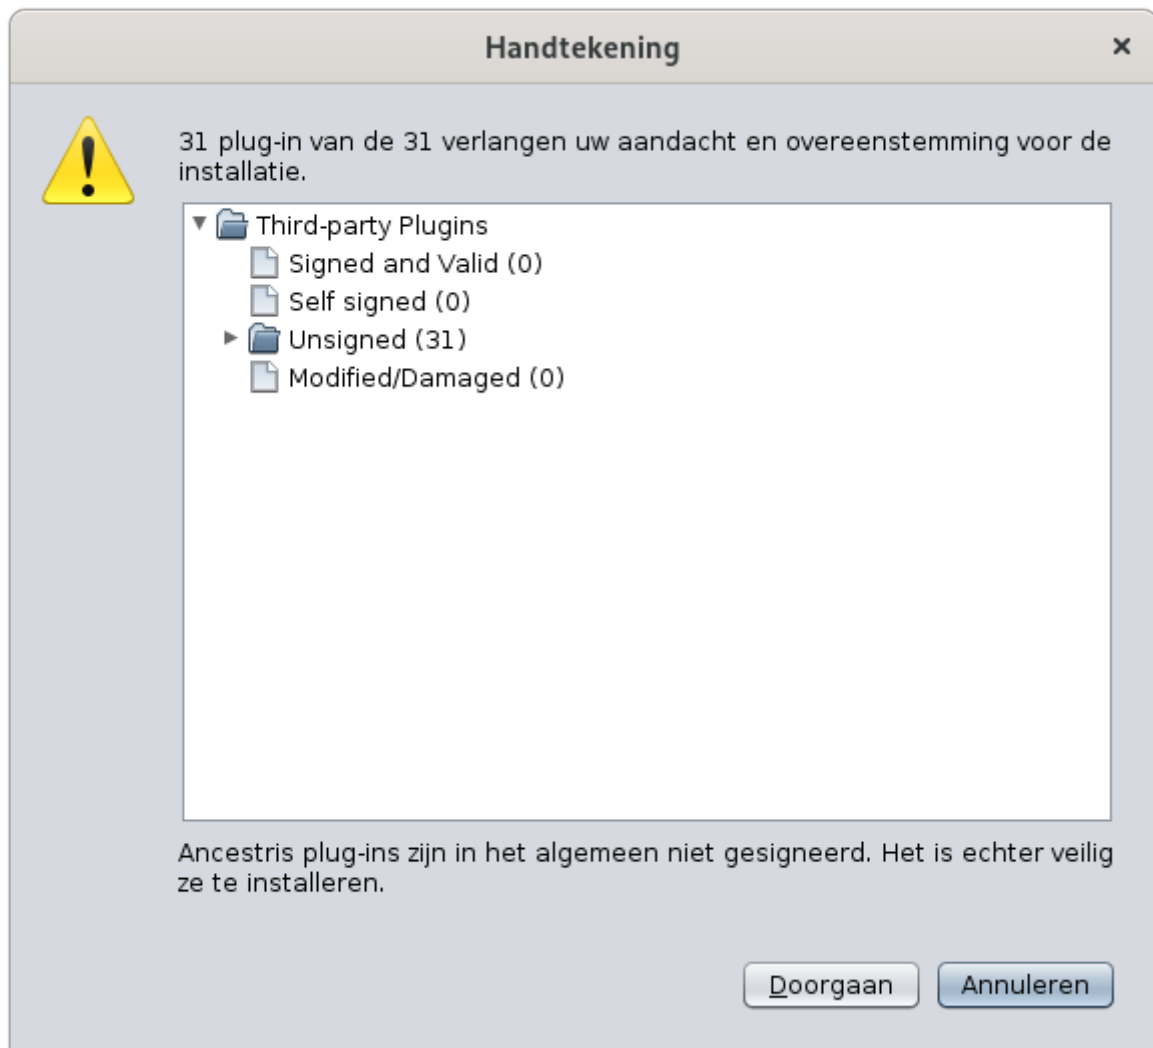 Handtekening
31 plug-in van de 31 verlangen uw aandacht en overeenstemming voor de
installatie.
Third-party Plugins
Signed and Valid (0)
Self signed (0)
Unsigned (31)
Modified/Damaged (0)
Ancestris plug-ins zijn in het algemeen niet gesigneerd. Het is echter veilig
ze te installeren.
Doorgaan
Annuleren